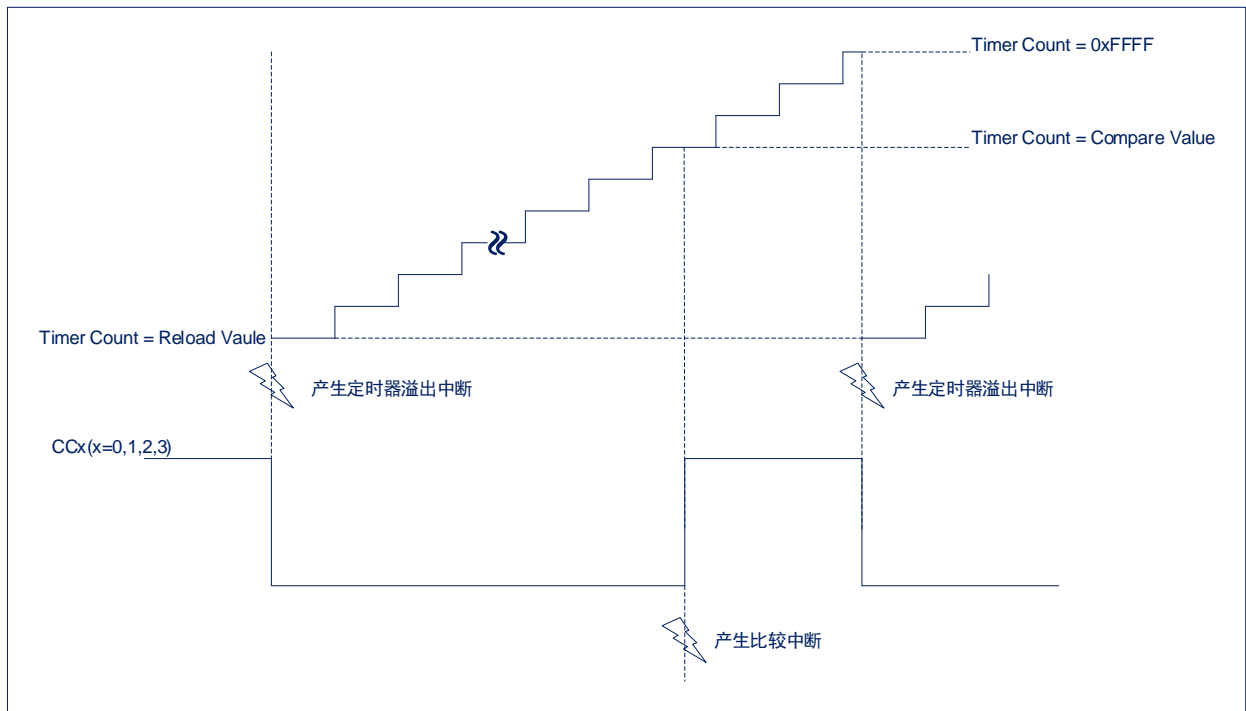 Timer Count = 0xFFFF
Timer Count = Compare Value
Timer Count = Reload Vaule
产生定时器溢出中断
产生定时器溢出中断
CCx(x=0,1,2,3)
产生比较中断